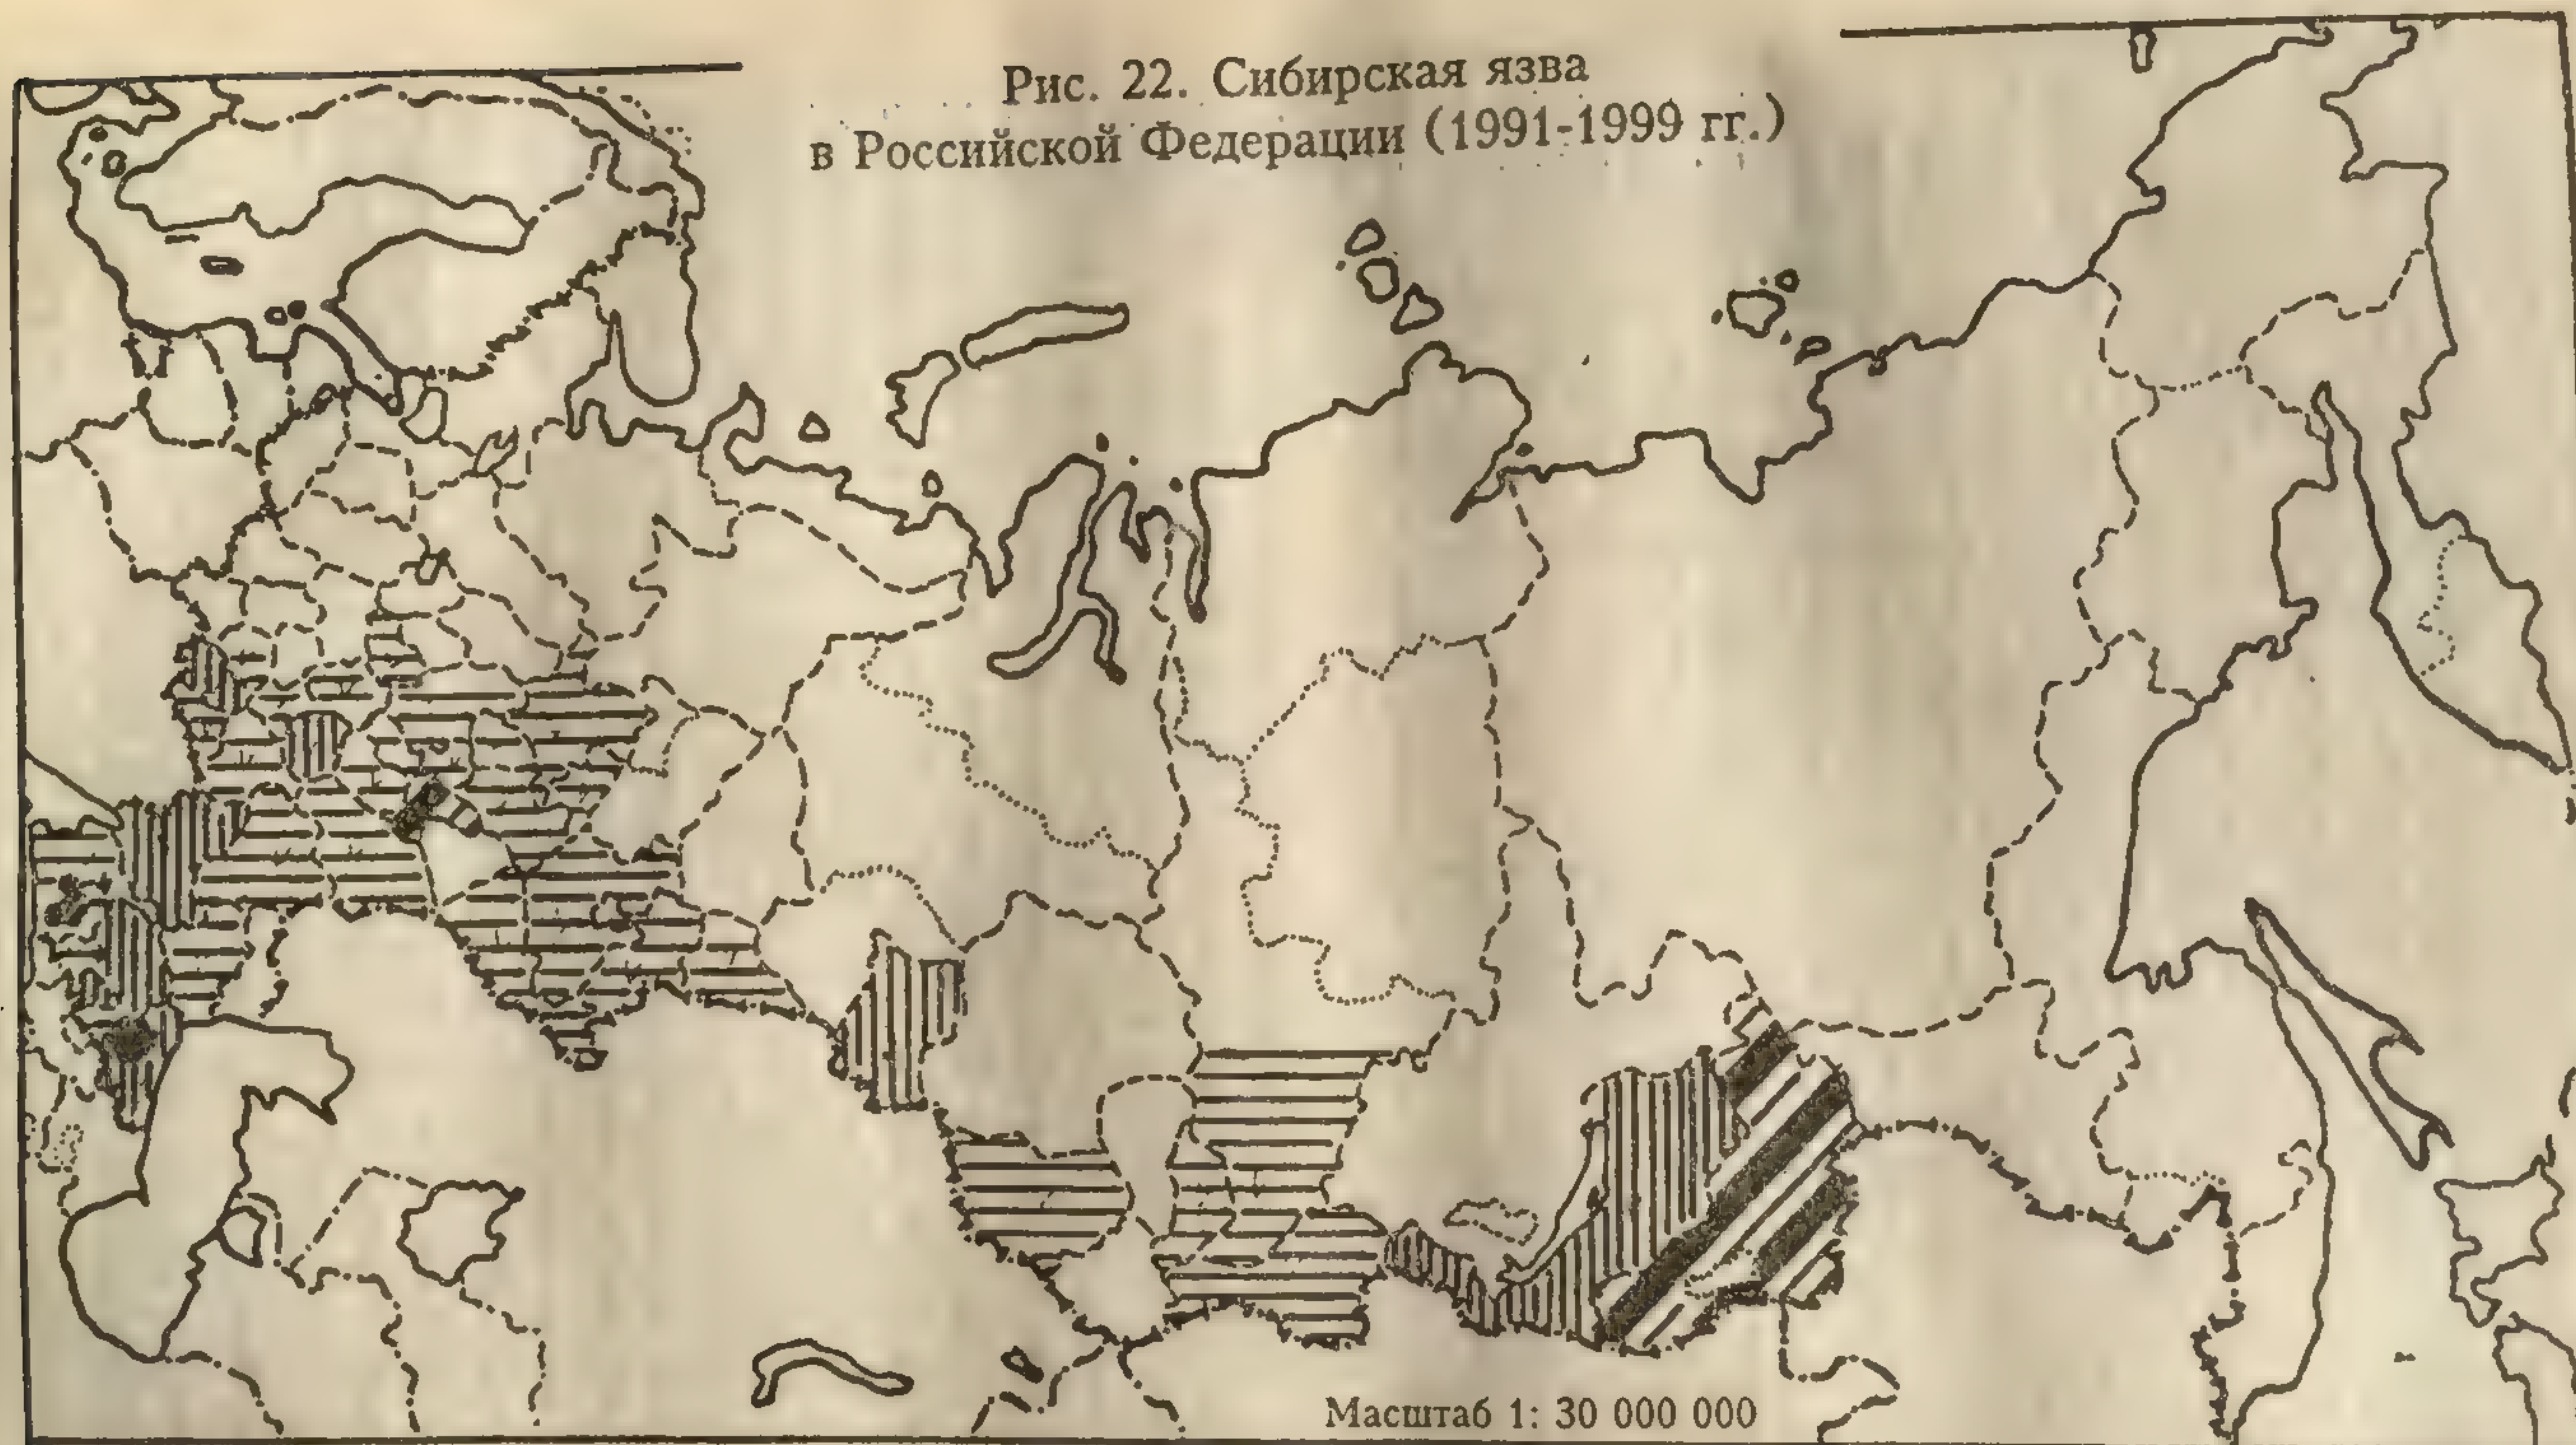 Рис. 22. Сибирская язва
в Российской Федерации (1991-1999 гг.)
Масштаб 1: 30 000 000